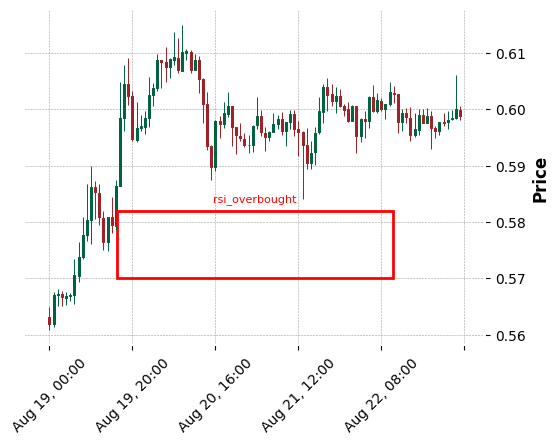 0.61
0.60
0.59
0.58
0.57
0.56
Price
rsi_overbought
Aug 19, 00:00
Aug 19, 20:00
Aug 20, 16:00
Aug 21, 12:00
Aug 22, 08:00